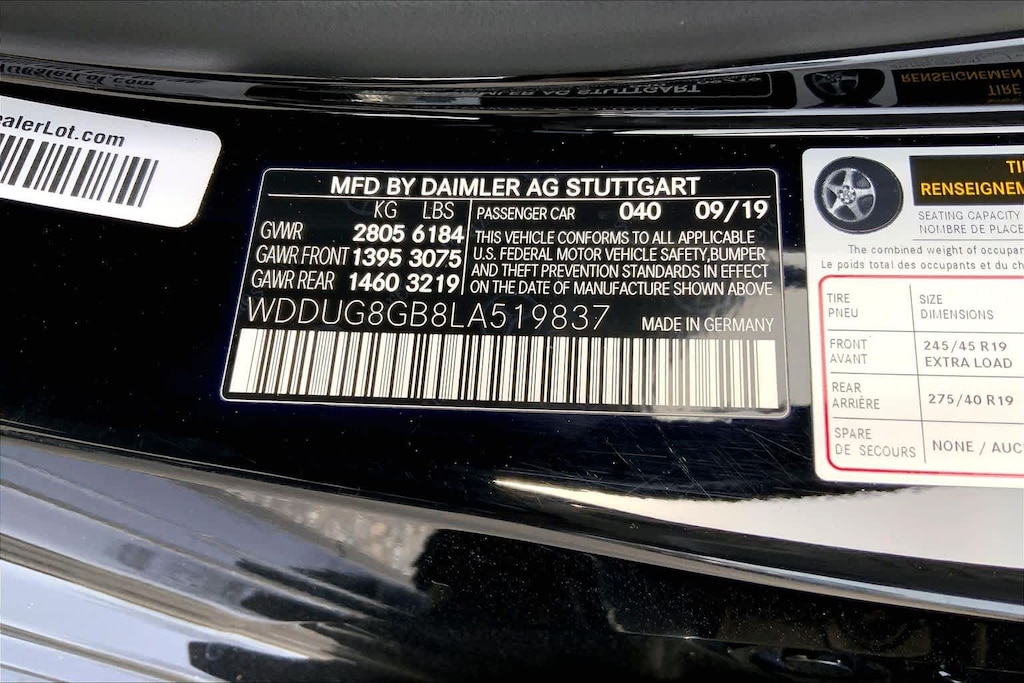 ealerLot.com
MFD BY DAIMLER AG STUTTGART
KG LBS
GVWR 2805 6184
GAWR FRONT 1395 3075
GAWR REAR 1460 3219
PASSENGER CAR 040 09/19
THIS VEHICLE CONFORMS TO ALL APPLICABLE
U.S. FEDERAL MOTOR VEHICLE SAFETY,BUMPER
AND THEFT PREVENTION STANDARDS IN EFFECT
ON THE DATE OF MANUFACTURE SHOWN ABOVE
WDDUG8GB8LA519837 MADE IN GERMANY
TI
RENSEIGNEM
SEATING CAPACITY
NOMBRE DE PLACE
The combined weight of occupan
Le poids total des occupants et du ch
TIRE SIZE
PNEU DIMENSIONS
FRONT 245/45 R19
AVANT EXTRA LOAD
REAR
ARRIÈRE 275/40 R19
SPARE
DE SECOURS NONE / AUC